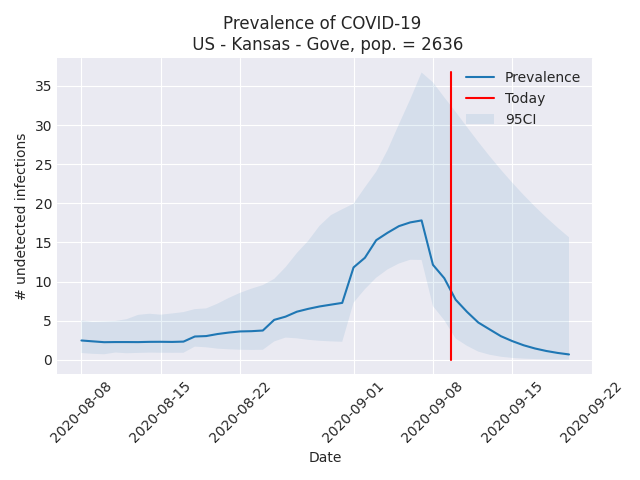 Prevalence of COVID-19
US - Kansas - Gove, pop. = 2636
# undetected infections
35
30
25
20
15
10
5
0
Prevalence
Today
95CI
2020-08-08
2020-08-15
2020-08-22
2020-09-01
2020-09-08
2020-09-15
2020-09-22
Date